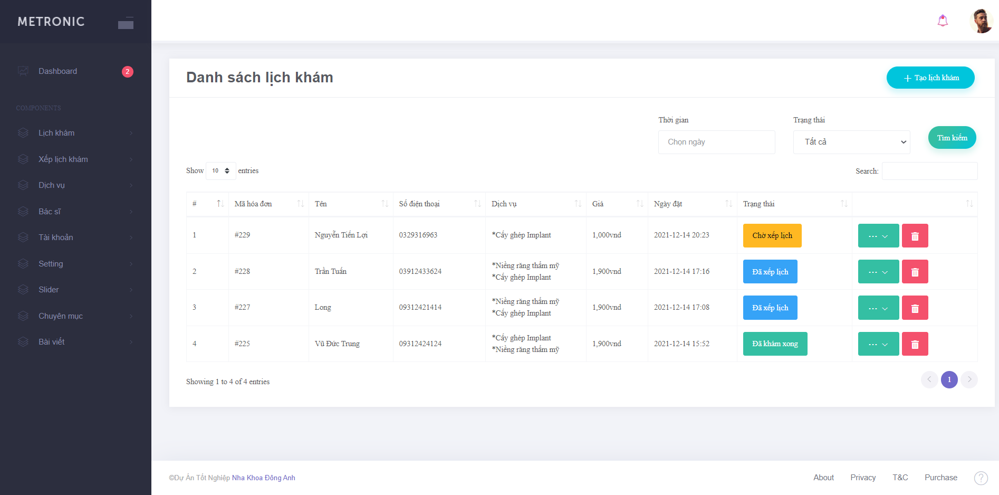 METRONIC
Dashboard 2
COMPONENTS
Lịch khám
Xếp lịch khám
Dịch vụ
Bác sĩ
Tài khoản
Setting
Slider
Chuyên mục
Bài viết
Danh sách lịch khám
Tạo lịch khám
Thời gian Trạng thái
Chọn ngày Tất cả Tìm kiếm
Show 10 entries Search:
# Mã hóa đơn Tên Số điện thoại Dịch vụ Giá Ngày đặt Trạng thái
1 #229 Nguyễn Tiến Lợi 0329316963 *Cấy ghép Implant 1,000vnd 2021-12-14 20:23 Chờ xếp lịch
2 #228 Trần Tuấn 03912433624 *Niềng răng thẩm mỹ 1,900vnd 2021-12-14 17:16 Đã xếp lịch
*Cấy ghép Implant
3 #227 Long 09312421414 *Niềng răng thẩm mỹ 1,900vnd 2021-12-14 17:08 Đã xếp lịch
*Cấy ghép Implant
4 #225 Vũ Đức Trung 09312424124 *Cấy ghép Implant 1,900vnd 2021-12-14 15:52 Đã khám xong
*Niềng răng thẩm mỹ
Showing 1 to 4 of 4 entries 1
©Dự Án Tốt Nghiệp Nha Khoa Đông Anh About Privacy T&C Purchase ?